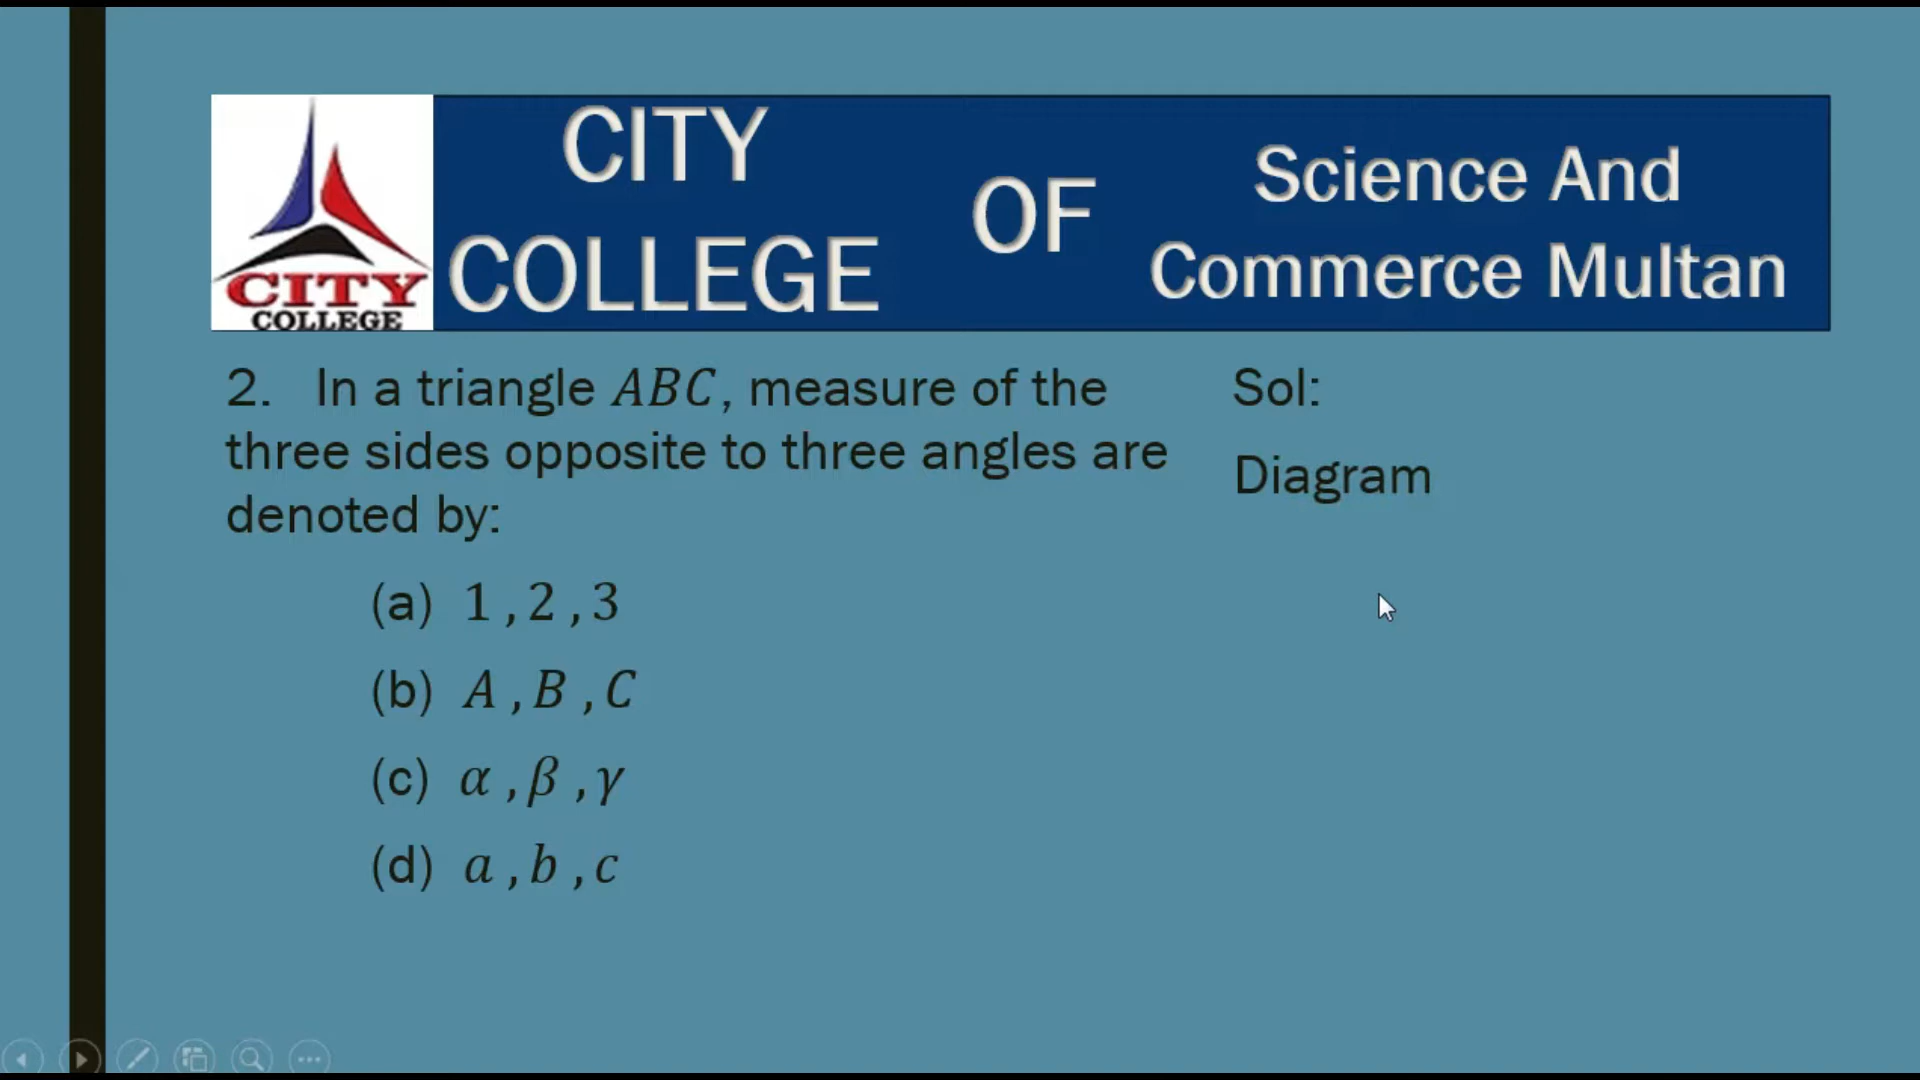 CITY
COLLEGE
OF
Science And
Commerce Multan
CITY
COLLEGE
2. In a triangle ABC, measure of the
three sides opposite to three angles are
denoted by:
(a) 1 , 2 , 3
(b) A , B , C
(c) α , β , γ
(d) a , b , c
Sol:
Diagram